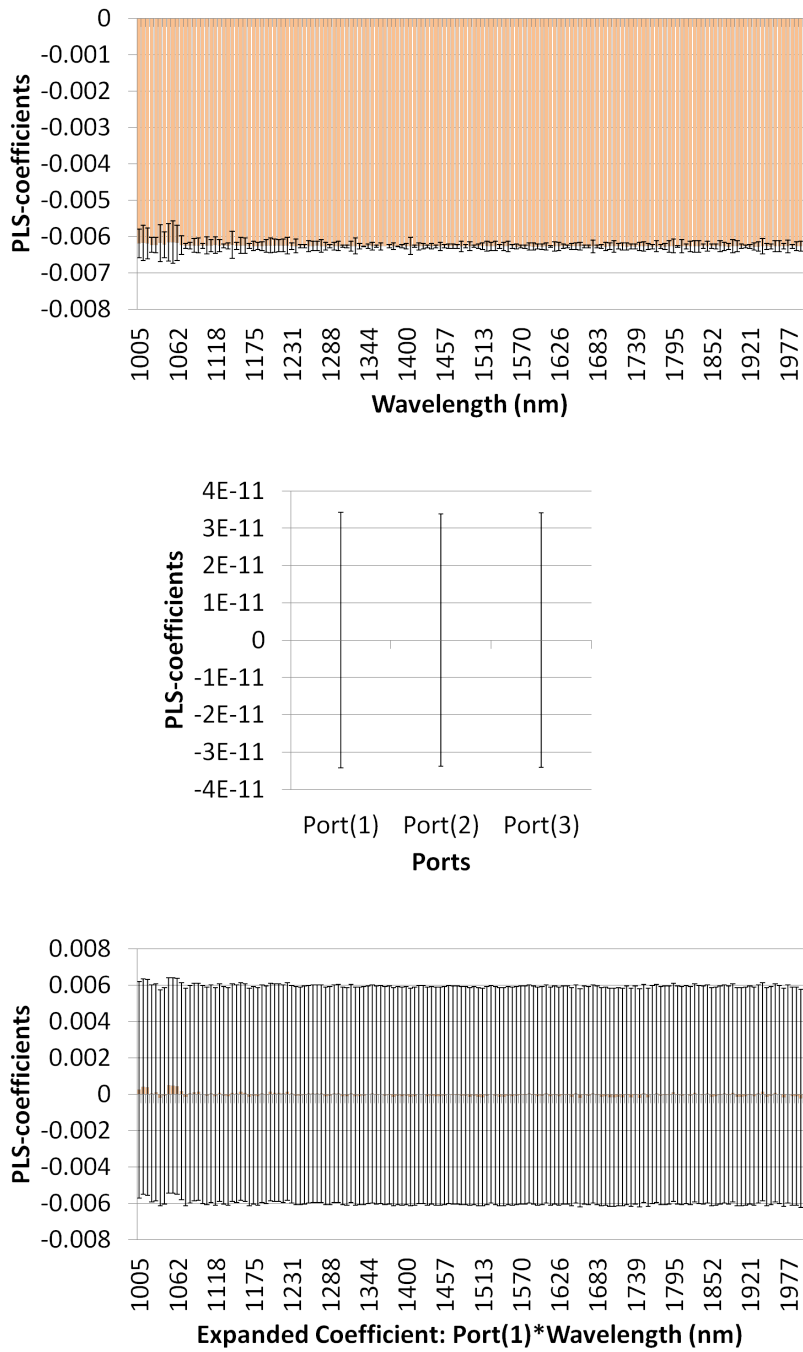 0
-0.001
-0.002
-0.003
-0.004
-0.005
-0.006
-0.007
-0.008
PLS-coefficients
1005 1062 1118 1175 1231 1288 1344 1400 1457 1513 1570 1626 1683 1739 1795 1852 1921 1977
Wavelength (nm)
4E-11
3E-11
2E-11
1E-11
0
-1E-11
-2E-11
-3E-11
-4E-11
PLS-coefficients
Port(1) Port(2) Port(3)
Ports
0.008
0.006
0.004
0.002
0
-0.002
-0.004
-0.006
-0.008
PLS-coefficients
1005 1062 1118 1175 1231 1288 1344 1400 1457 1513 1570 1626 1683 1739 1795 1852 1921 1977
Expanded Coefficient: Port(1)*Wavelength (nm)